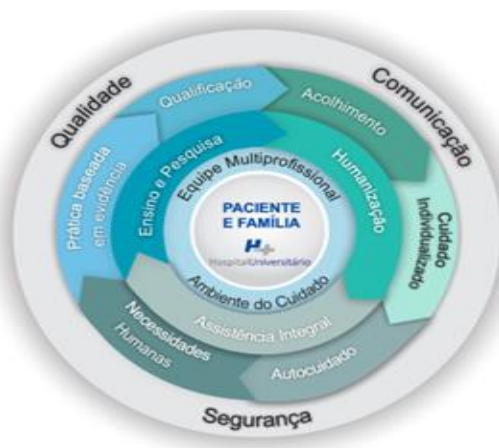 Qualidade
Comunicação
Segurança
Qualificação
Acolhimento
Cuidado
Individualizado
Autocuidado
Necessidades
Humanas
Prática baseada
em evidência
Ensino e Pesquisa
Humanização
Assistência Integral
Equipe Multiprofissional
Ambiente do Cuidado
PACIENTE
E FAMÍLIA
HospitalUniversitário